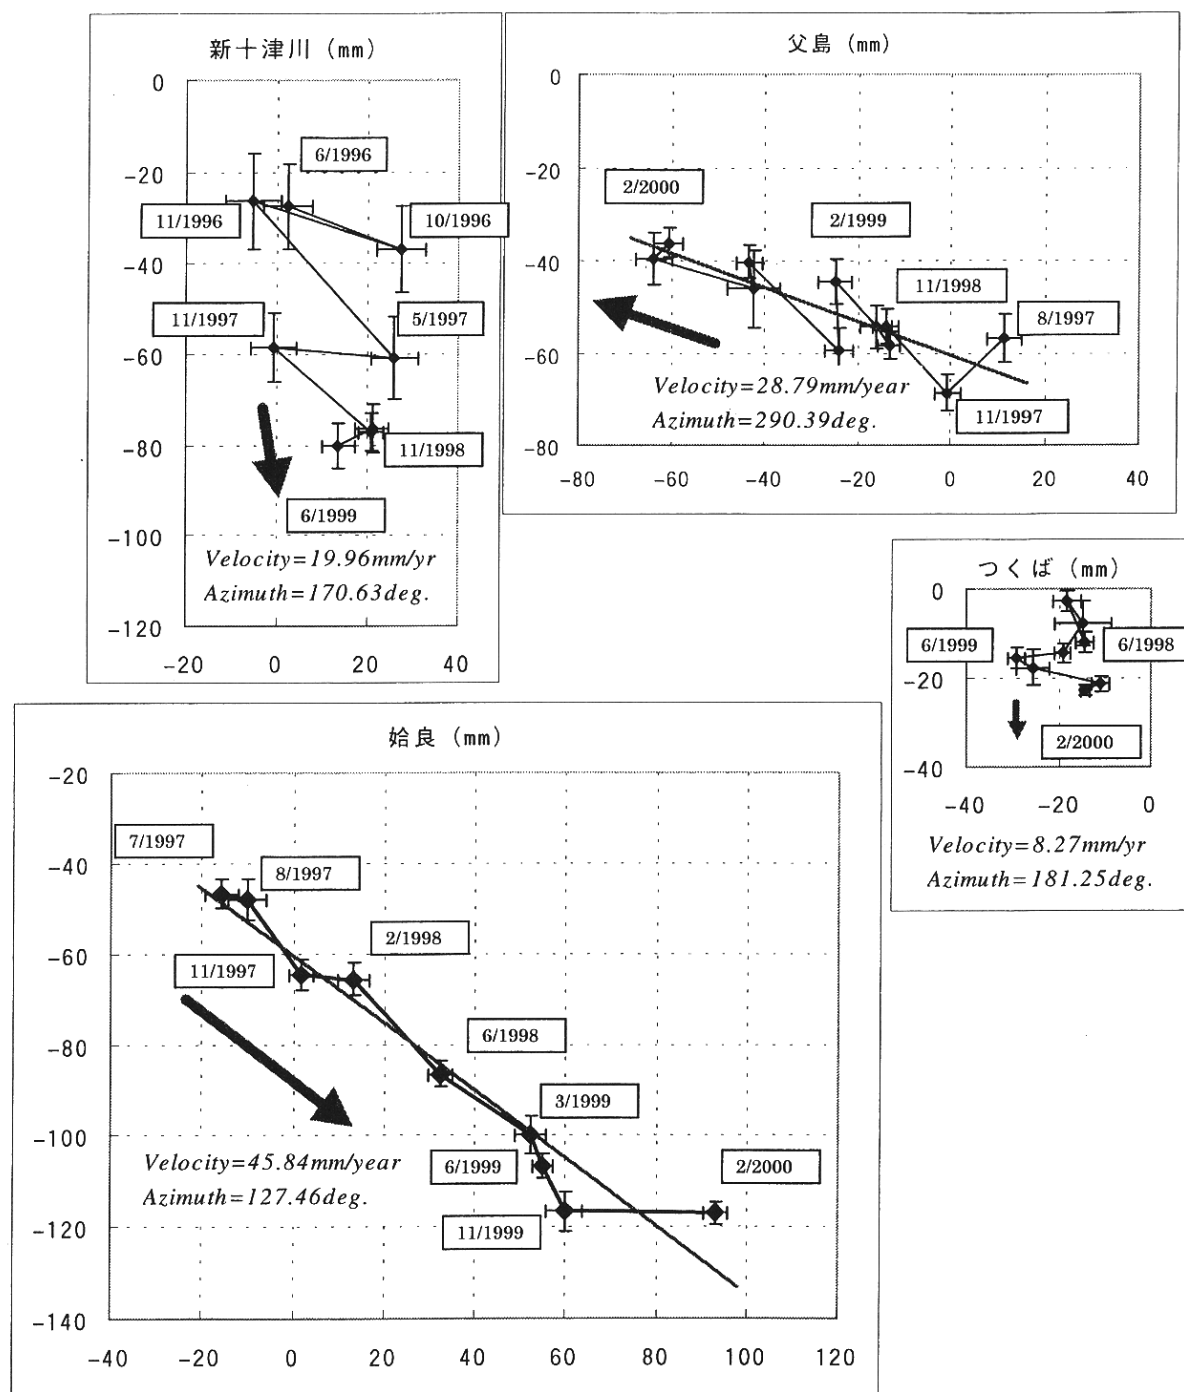 新十津川 (mm)
0
-20
-40
-60
-80
-100
-120
6/1996
11/1996
10/1996
11/1997
5/1997
11/1998
6/1999
Velocity=19.96mm/yr
Azimuth=170.63deg.
-20 0 20 40
父島 (mm)
0
-20
-40
-60
-80
2/2000
2/1999
11/1998
8/1997
11/1997
Velocity=28.79mm/year
Azimuth=290.39deg.
-80 -60 -40 -20 0 20 40
つくば (mm)
0
-20
-40
6/1999
6/1998
2/2000
-40 -20 0
Velocity=8.27mm/yr
Azimuth=181.25deg.
姶良 (mm)
-20
-40
-60
-80
-100
-120
-140
7/1997
8/1997
11/1997
2/1998
6/1998
3/1999
6/1999
2/2000
11/1999
Velocity=45.84mm/year
Azimuth=127.46deg.
-40 -20 0 20 40 60 80 100 120